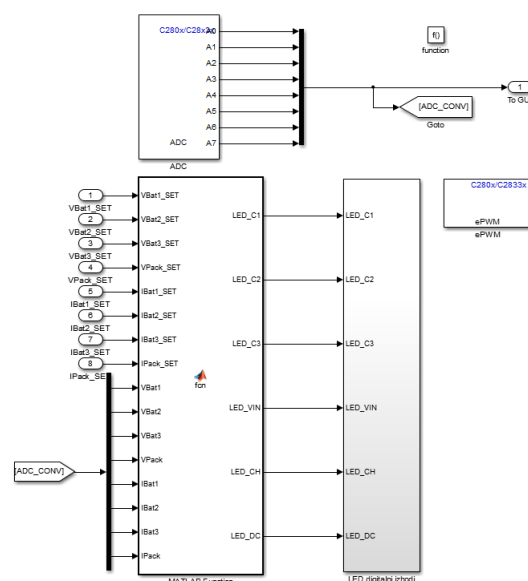 C280x/C28x3x
A0
A1
A2
A3
A4
A5
A6
A7
ADC
ADC
f()
function
1
To GU
[ADC_CONV]
Goto
C280x/C2833x
ePWM
ePWM
1
VBat1_SET
2
VBat2_SET
3
VBat3_SET
4
VPack_SET
5
IBat1_SET
6
IBat2_SET
7
IBat3_SET
8
IPack_SET
[ADC_CONV]
VBat1_SET
VBat2_SET
VBat3_SET
VPack_SET
IBat1_SET
IBat2_SET
IBat3_SET
IPack_SET
VBat1
VBat2
VBat3
VPack
IBat1
IBat2
IBat3
IPack
fcn
LED_C1
LED_C2
LED_C3
LED_VIN
LED_CH
LED_DC
MATLAB Function
LED_C1
LED_C2
LED_C3
LED_VIN
LED_CH
LED_DC
LED digitalni izhodi